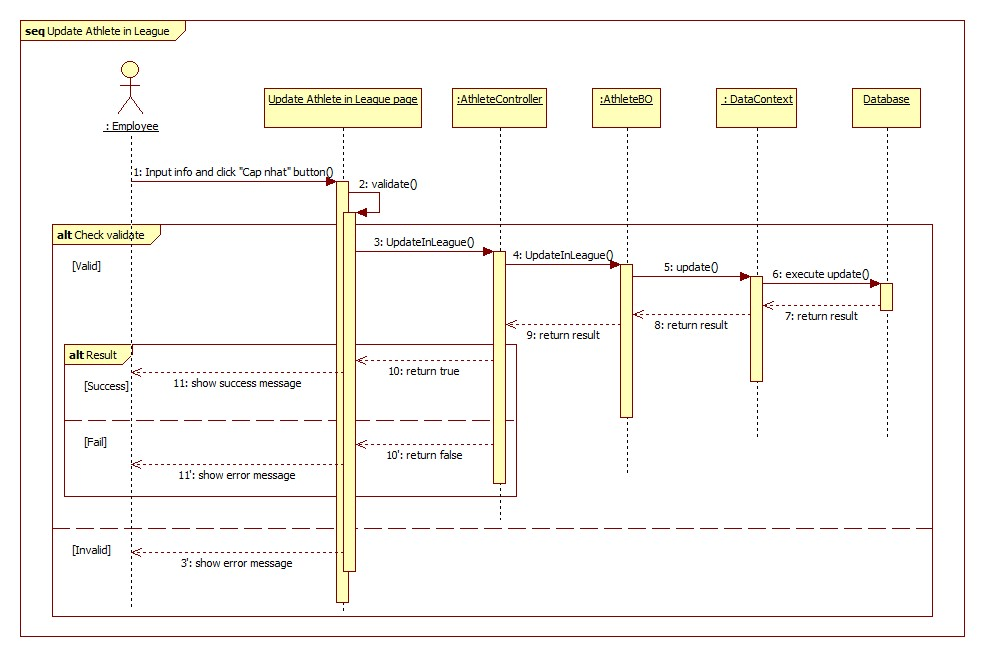 seq Update Athlete in League
: Employee
Update Athlete in League page
:AthleteController
:AthleteBO
: DataContext
Database
1: Input info and click "Cap nhat" button()
2: validate()
alt Check validate
3: UpdateInLeague()
4: UpdateInLeague()
[Valid]
5: update()
6: execute update()
7: return result
8: return result
9: return result
alt Result
10: return true
11: show success message
[Success]
[Fail]
10': return false
11': show error message
[Invalid]
3': show error message